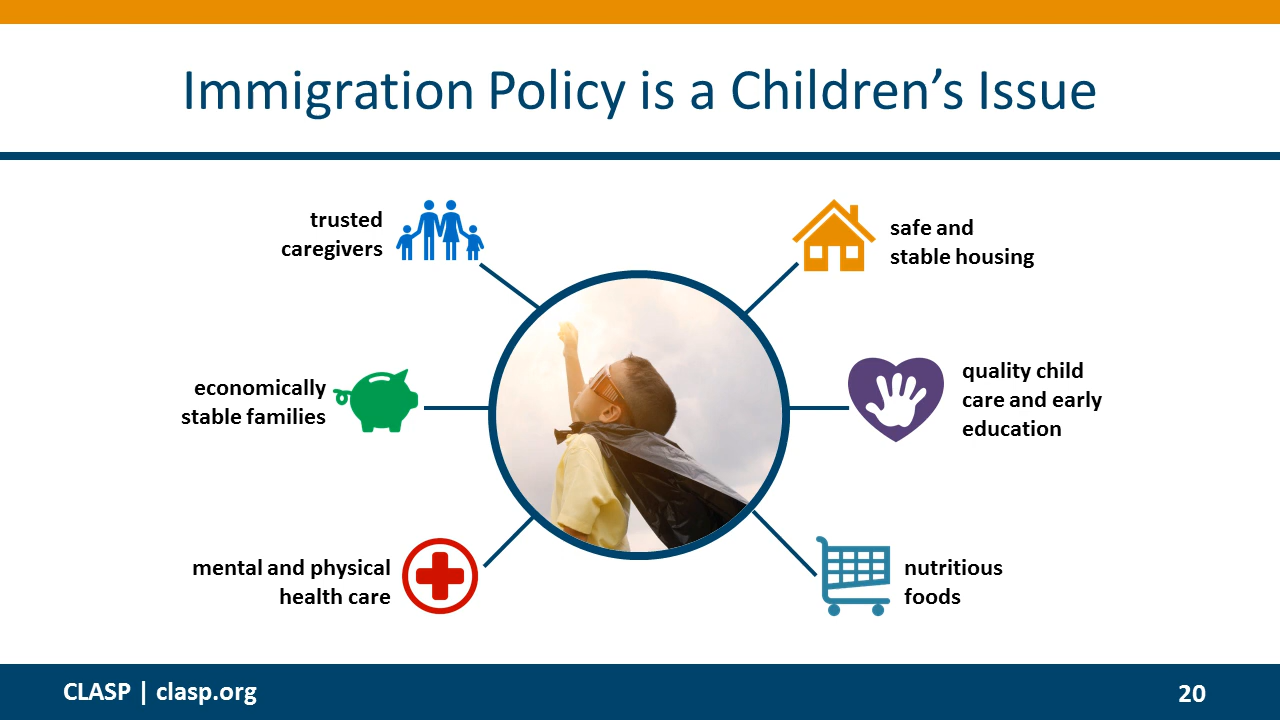 Immigration Policy is a Children’s Issue
trusted
caregivers
safe and
stable housing
economically
stable families
quality child
care and early
education
mental and physical
health care
nutritious
foods
CLASP | clasp.org
20